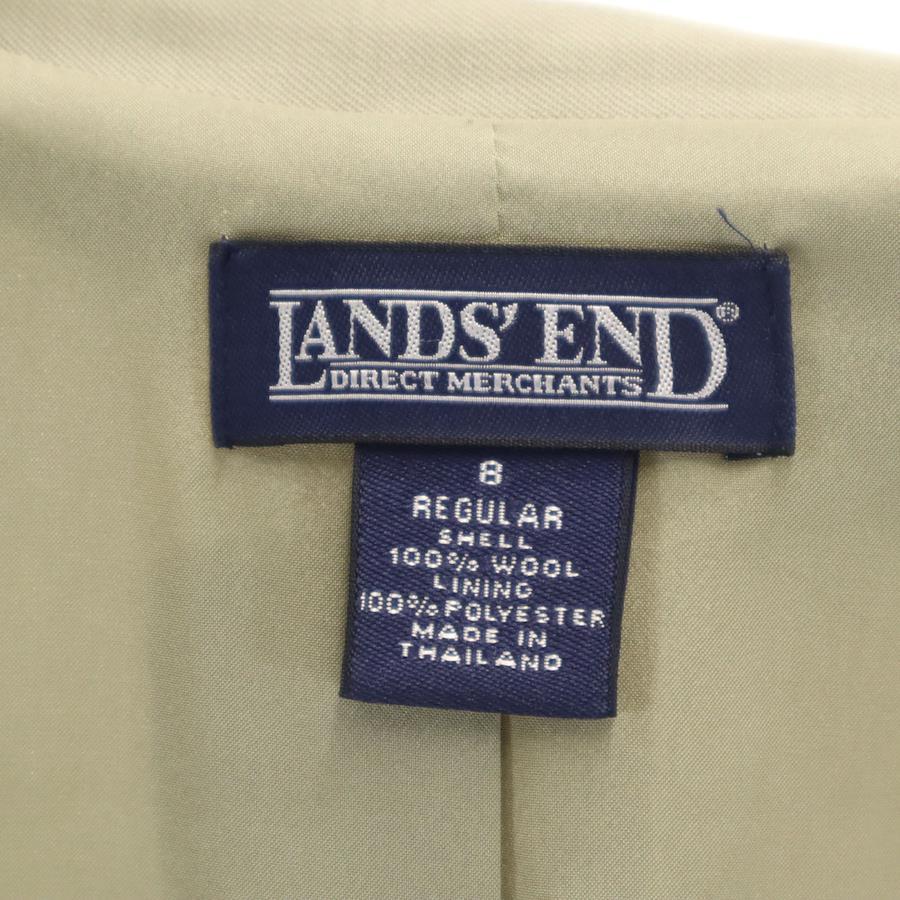 LANDS' END®
DIRECT MERCHANTS
8
REGULAR
SHELL
100% WOOL
LINING
100% POLYESTER
MADE IN
THAILAND